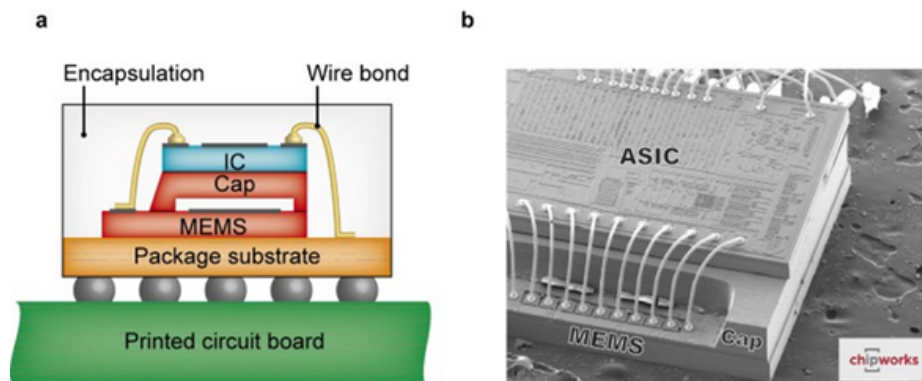 a
b
Encapsulation
Wire bond
IC
Cap
MEMS
Package substrate
Printed circuit board
ASIC
MEMS
Cap
chipworks